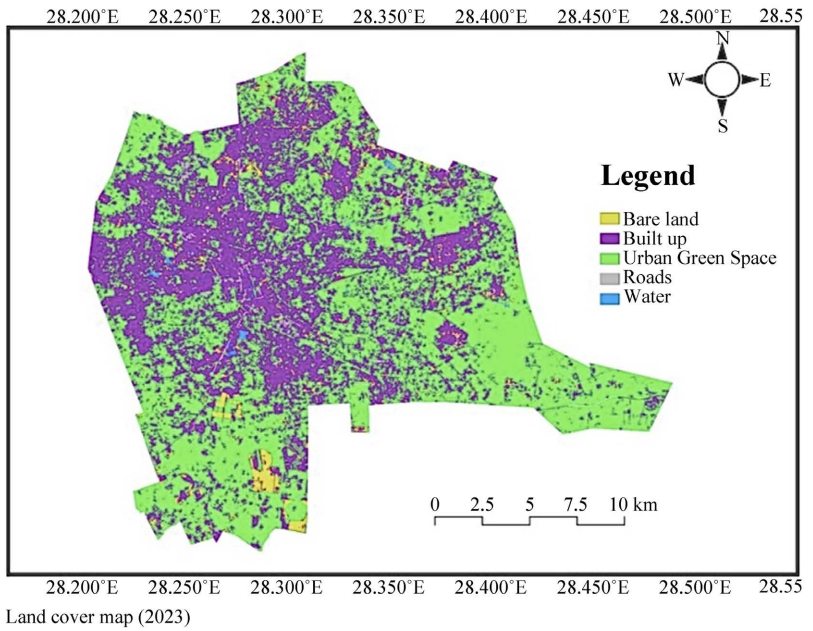 28.200˚E 28.250˚E 28.300˚E 28.350˚E 28.400˚E 28.450˚E 28.500˚E 28.55
N
W E
S
Legend
Bare land
Built up
Urban Green Space
Roads
Water
0 2.5 5 7.5 10 km
28.200˚E 28.250˚E 28.300˚E 28.350˚E 28.400˚E 28.450˚E 28.500˚E 28.55
Land cover map (2023)